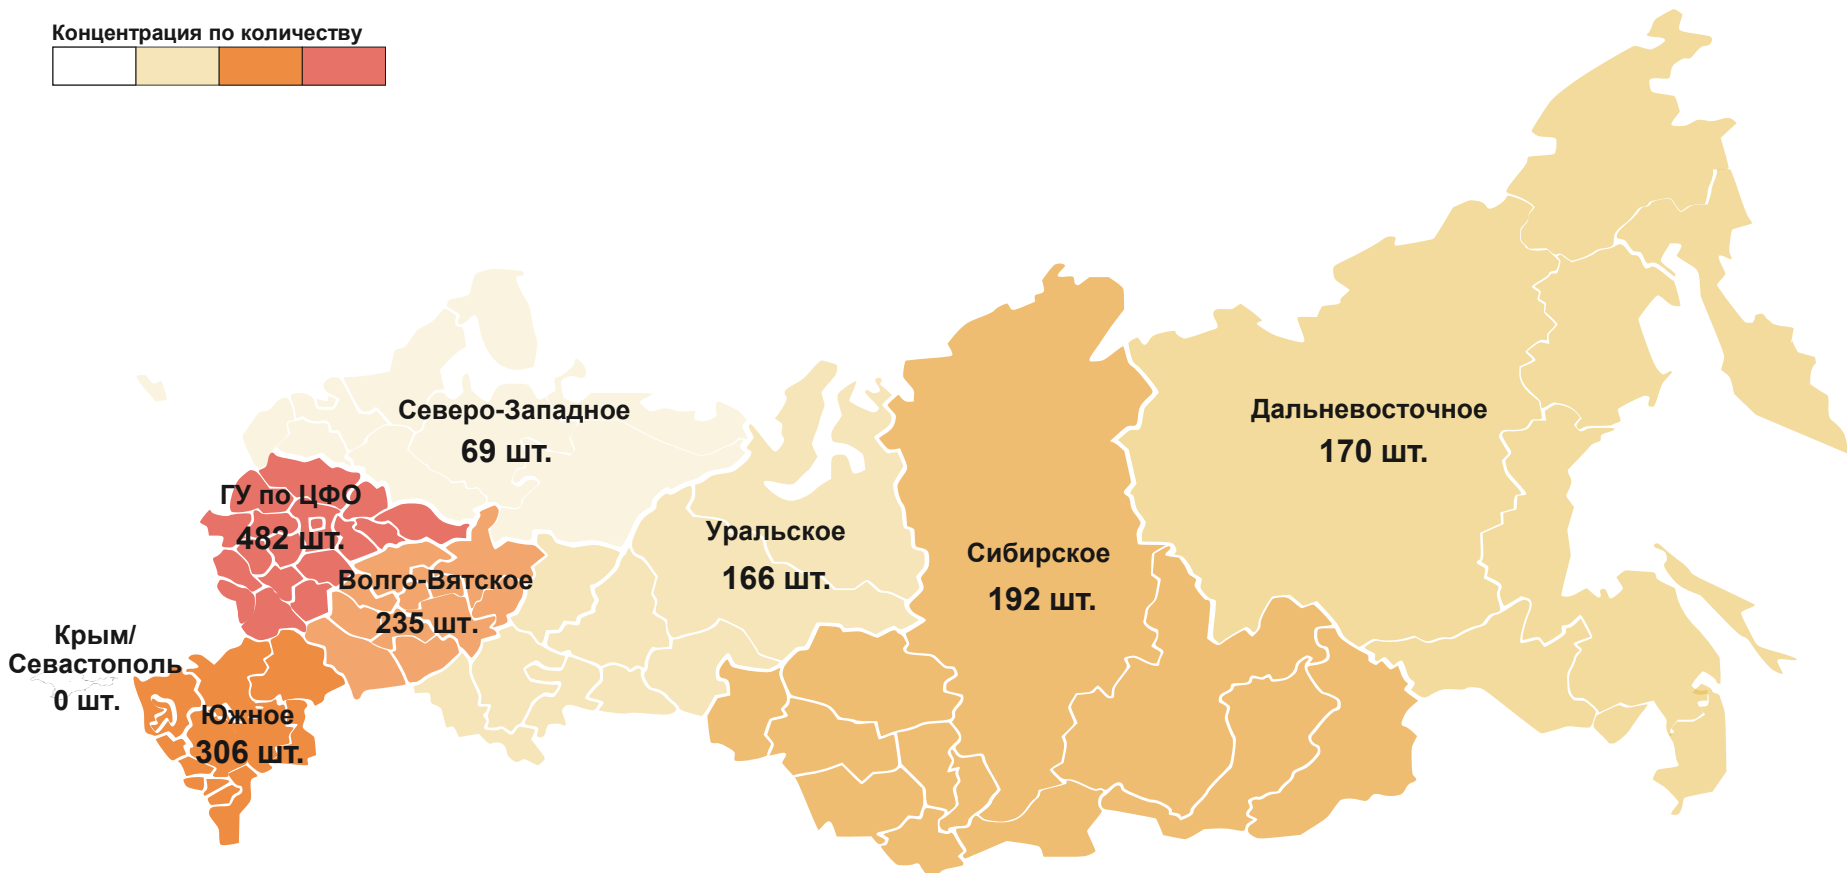 Концентрация по количеству
Северо-Западное
69 шт.
Дальневосточное
170 шт.
ГУ по ЦФО
482 шт.
Уральское
166 шт.
Сибирское
192 шт.
Волго-Вятское
235 шт.
Крым/
Севастополь
0 шт.
Южное
306 шт.